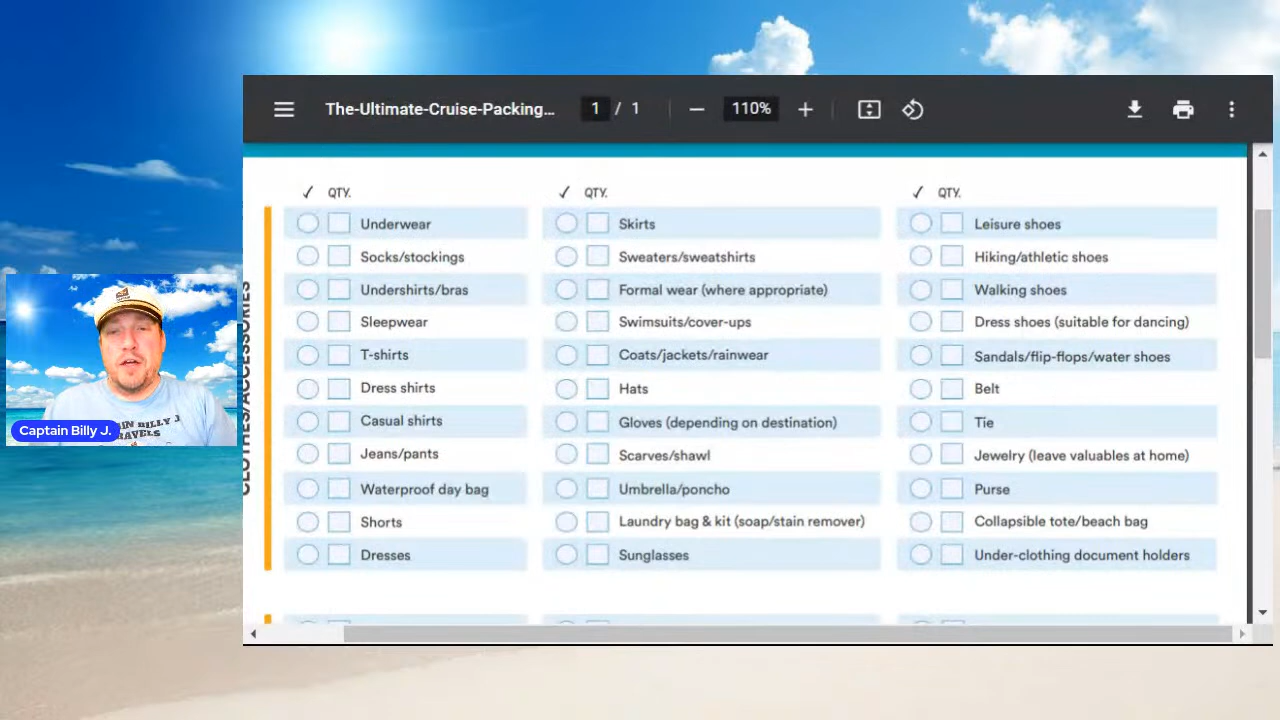 The-Ultimate-Cruise-Packing...
1 / 1
110%
✓ QTY.
Underwear
Socks/stockings
Undershirts/bras
Sleepwear
T-shirts
Dress shirts
Casual shirts
Jeans/pants
Waterproof day bag
Shorts
Dresses
✓ QTY.
Skirts
Sweaters/sweatshirts
Formal wear (where appropriate)
Swimsuits/cover-ups
Coats/jackets/rainwear
Hats
Gloves (depending on destination)
Scarves/shawl
Umbrella/poncho
Laundry bag & kit (soap/stain remover)
Sunglasses
✓ QTY.
Leisure shoes
Hiking/athletic shoes
Walking shoes
Dress shoes (suitable for dancing)
Sandals/flip-flops/water shoes
Belt
Tie
Jewelry (leave valuables at home)
Purse
Collapsible tote/beach bag
Under-clothing document holders
CLOTHES/ACCESSORIES
Captain Billy J.
BILLY J.